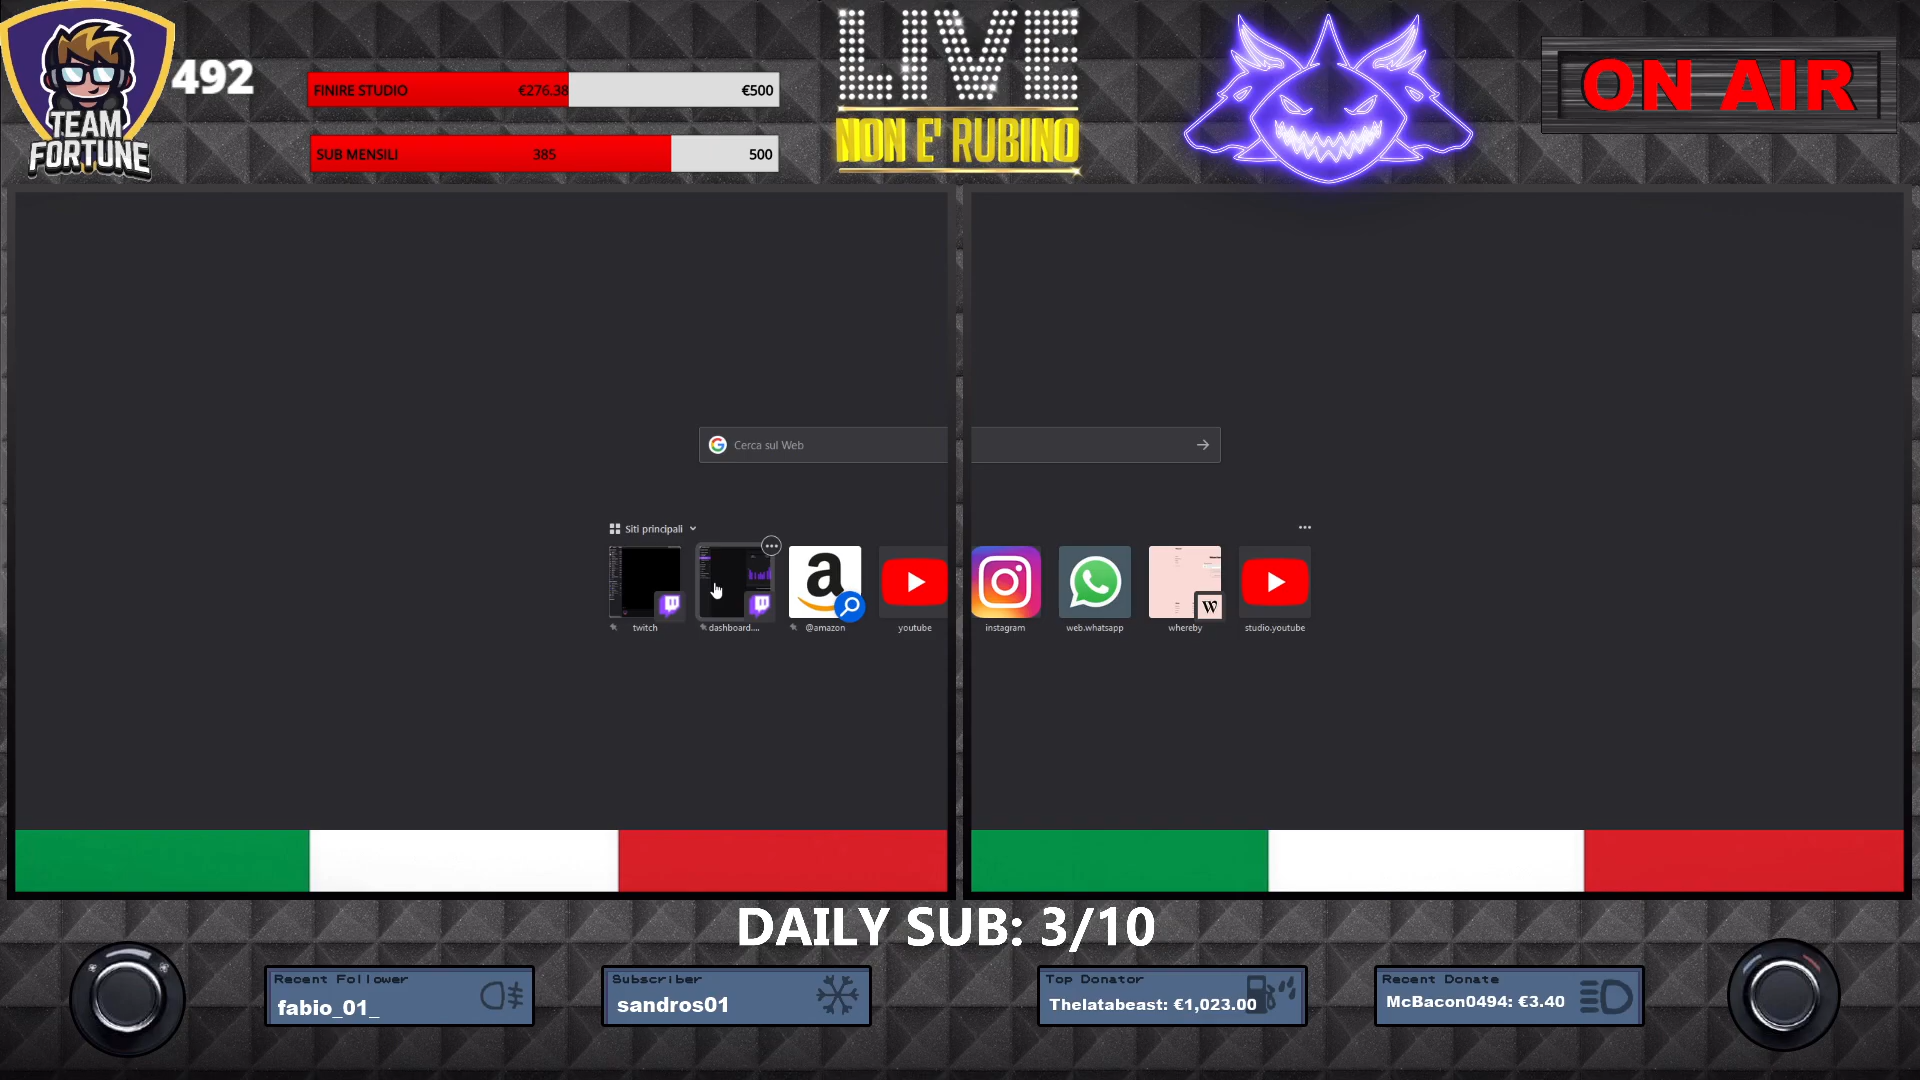 TEAM
FORTUNE
492
FINIRE STUDIO €276.38 €500
SUB MENSILI 385 500
LIVE
NON E' RUBINO
ON AIR
Cerca sul Web
Siti principali
twitch
dashboard....
@amazon
youtube
instagram
web.whatsapp
whereby
studio.youtube
DAILY SUB: 3/10
Recent Follower
fabio_01_
Subscriber
sandros01
Top Donator
Thelatabeast: €1,023.00
Recent Donate
McBacon0494: €3.40